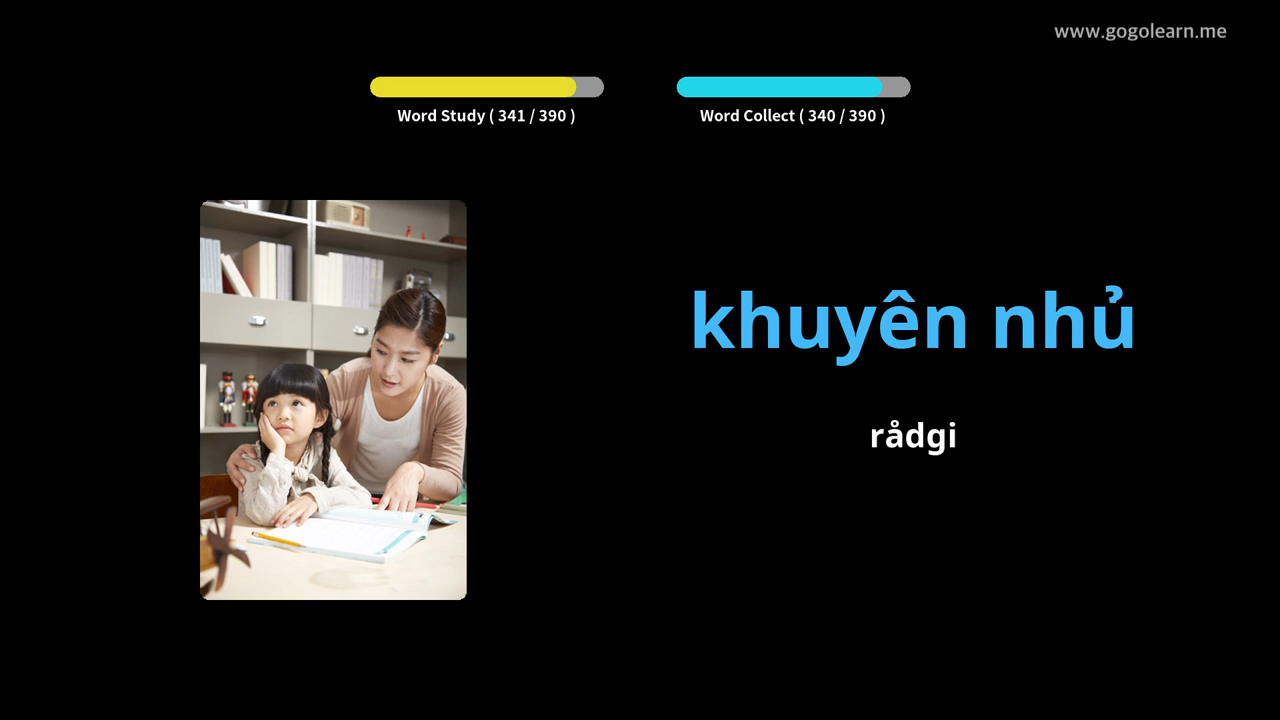 www.gogolearn.me
Word Study ( 341 / 390 )
Word Collect ( 340 / 390 )
khuyên nhủ
rådgi